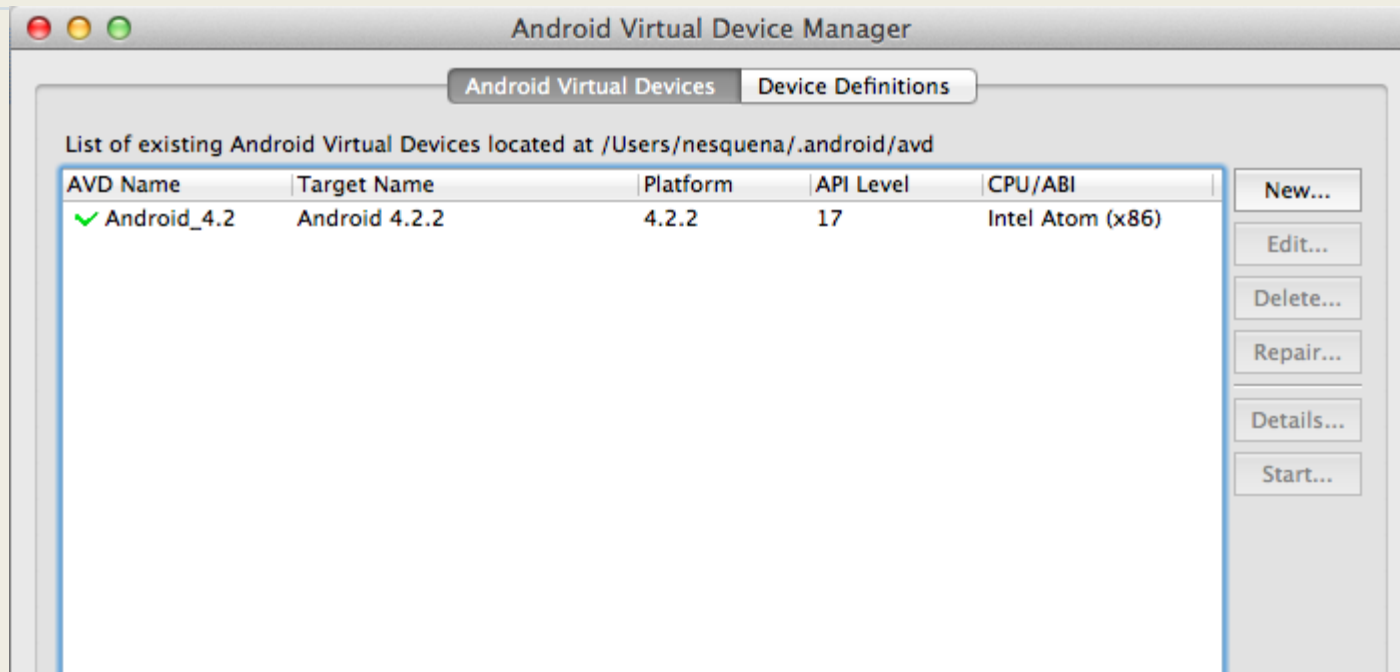 Android Virtual Device Manager
Android Virtual Devices Device Definitions
List of existing Android Virtual Devices located at /Users/nesquena/.android/avd
AVD Name Target Name Platform API Level CPU/ABI
Android_4.2 Android 4.2.2 4.2.2 17 Intel Atom (x86)
New...
Edit...
Delete...
Repair...
Details...
Start...